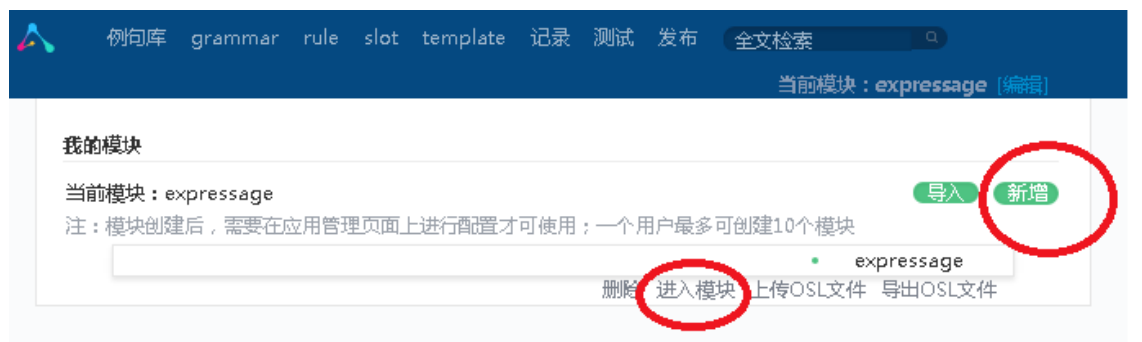 例句库 grammar rule slot template 记录 测试 发布 全文检索
当前模块：expressage [编辑]
我的模块
当前模块：expressage 导入 新增
注：模块创建后，需要在应用管理页面上进行配置才可使用；一个用户最多可创建10个模块
expressage
删除 进入模块 上传OSL文件 导出OSL文件